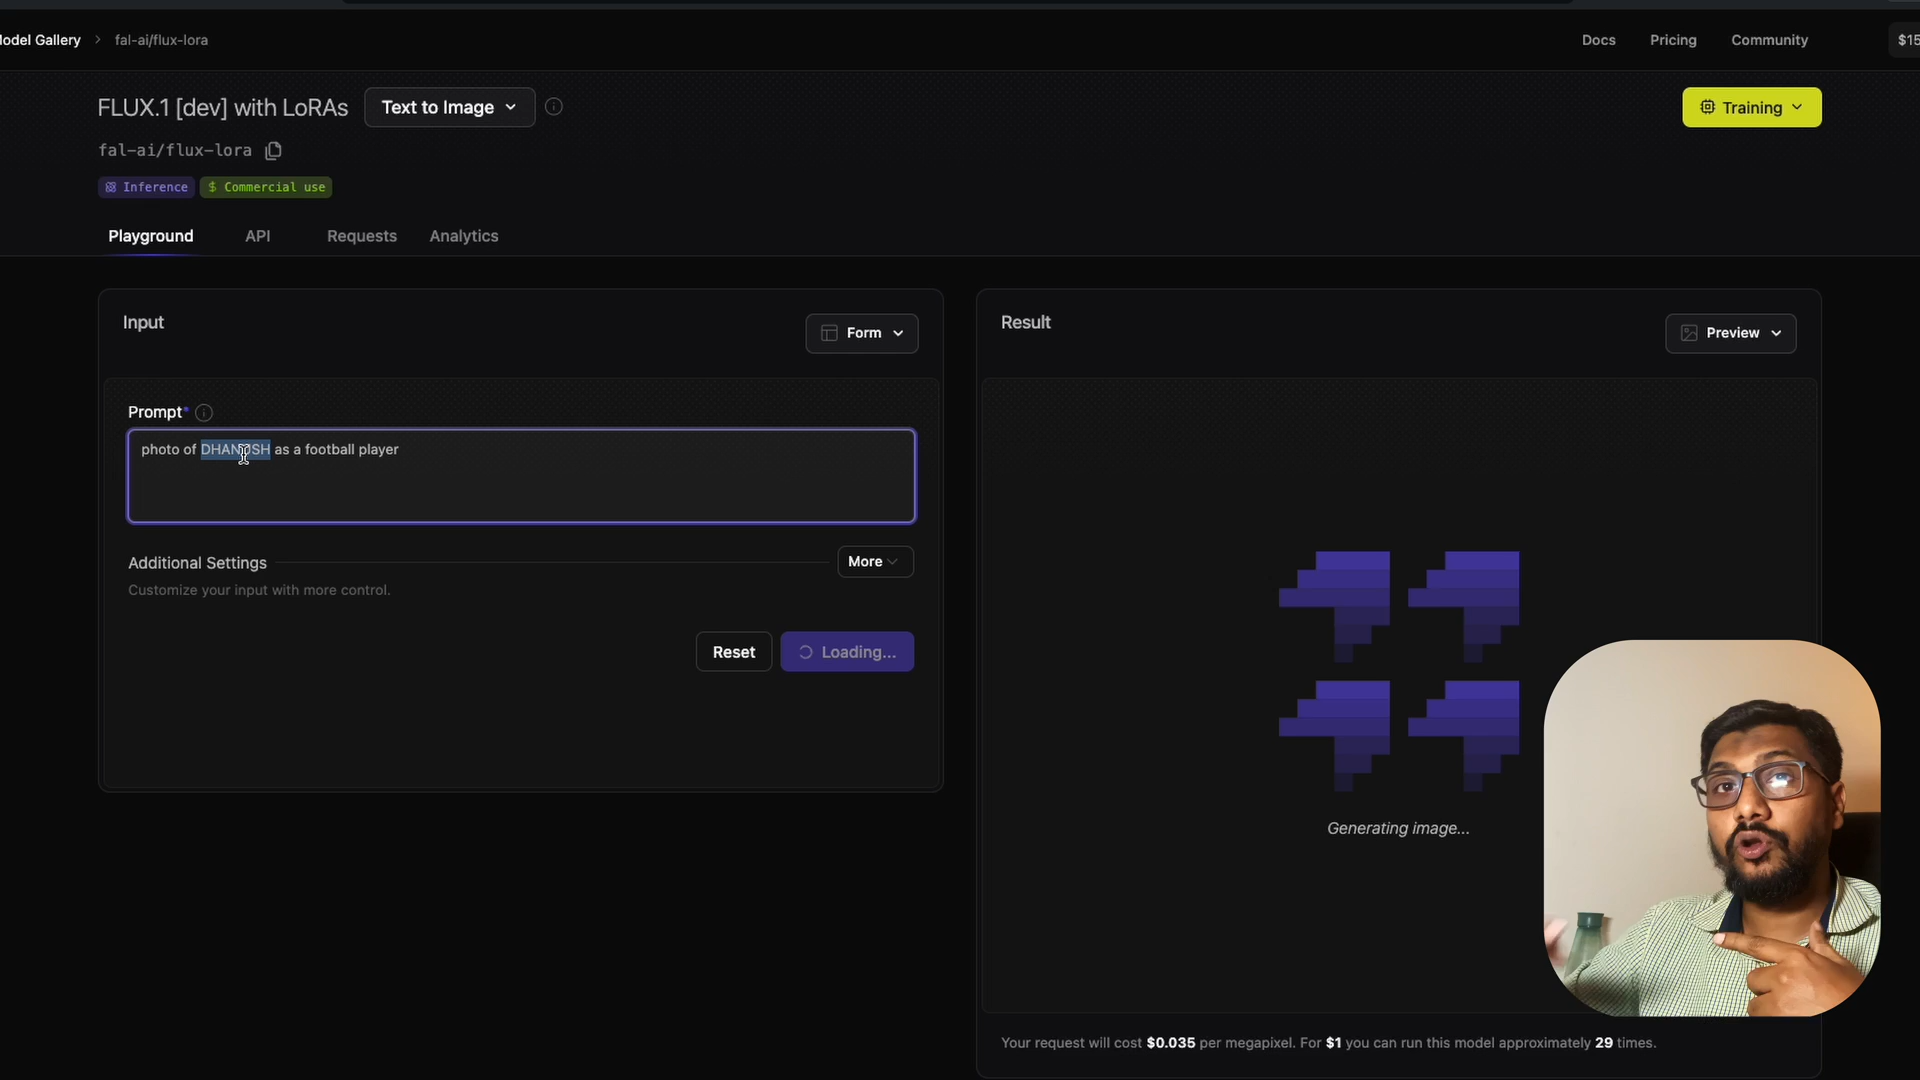 Model Gallery > fal-ai/flux-lora
Docs Pricing Community $15
FLUX.1 [dev] with LoRAs Text to Image
Training
fal-ai/flux-lora
Inference $ Commercial use
Playground API Requests Analytics
Input Form
Result Preview
Prompt*
photo of DHANUSH as a football player
Additional Settings More
Customize your input with more control.
Reset Loading...
Generating image...
Your request will cost $0.035 per megapixel. For $1 you can run this model approximately 29 times.